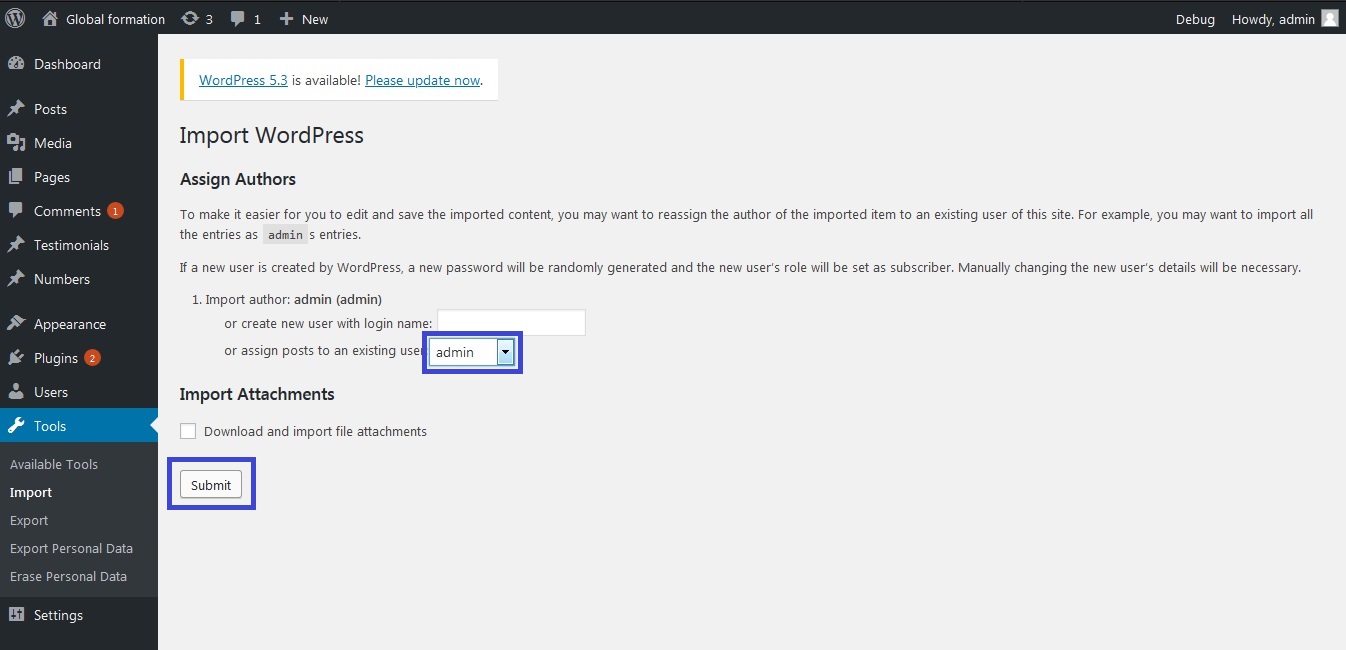 Global formation 3 1 New Debug Howdy, admin
Dashboard
Posts
Media
Pages
Comments 1
Testimonials
Numbers
Appearance
Plugins 2
Users
Tools
Available Tools
Import
Export
Export Personal Data
Erase Personal Data
Settings
WordPress 5.3 is available! Please update now.
Import WordPress
Assign Authors
To make it easier for you to edit and save the imported content, you may want to reassign the author of the imported item to an existing user of this site. For example, you may want to import all
the entries as admin s entries.
If a new user is created by WordPress, a new password will be randomly generated and the new user's role will be set as subscriber. Manually changing the new user's details will be necessary.
1. Import author: admin (admin)
or create new user with login name:
or assign posts to an existing user admin
Import Attachments
Download and import file attachments
Submit